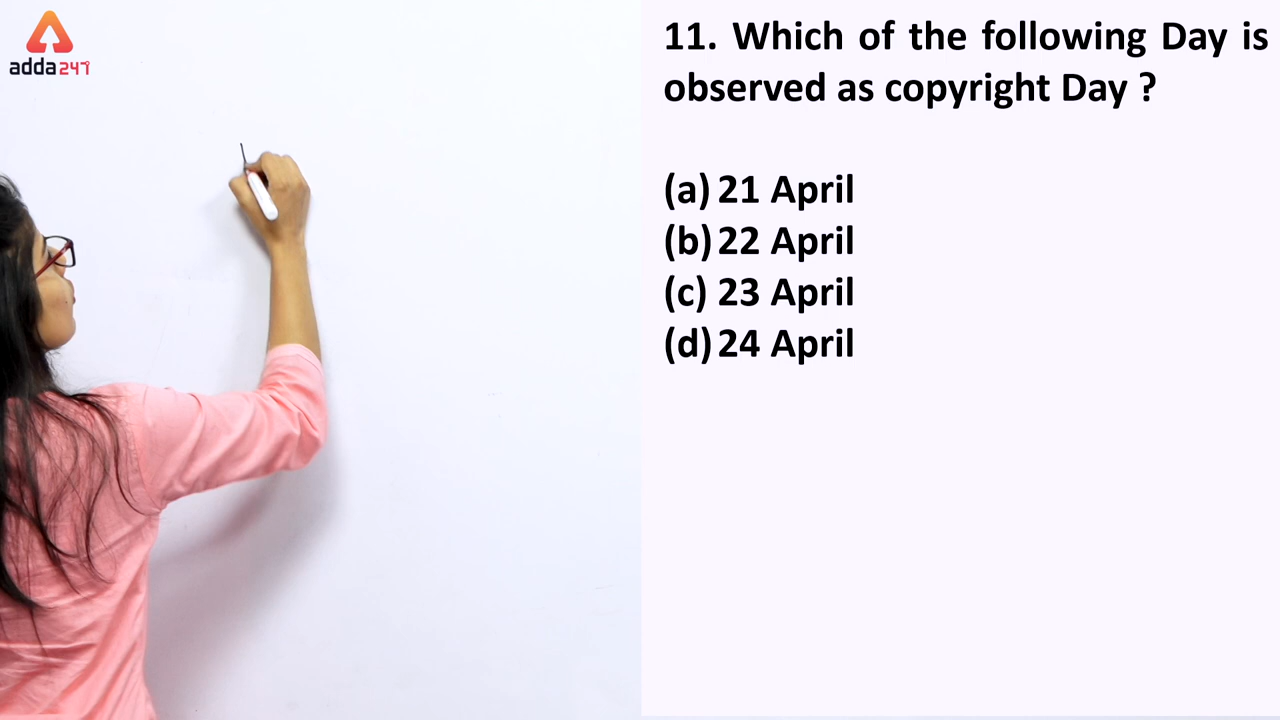 adda247
11. Which of the following Day is
observed as copyright Day ?
(a) 21 April
(b) 22 April
(c) 23 April
(d) 24 April